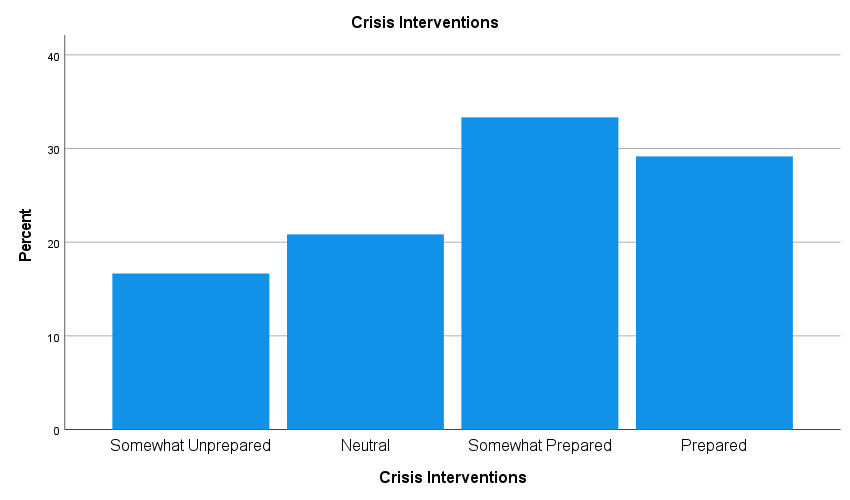 Crisis Interventions
40
30
20
10
0
Percent
Somewhat Unprepared
Neutral
Somewhat Prepared
Prepared
Crisis Interventions